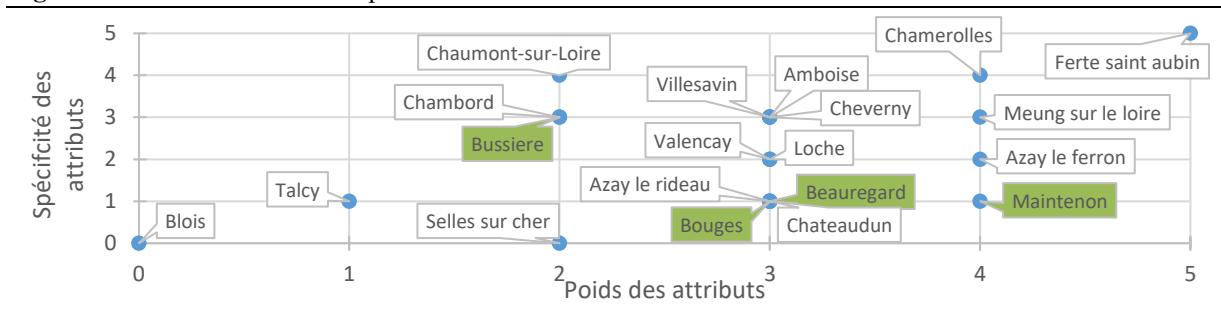 5
Chamerolles
Chaumont-sur-Loire
Ferte saint aubin
4
Villesavin
Amboise
Chambord
Cheverny
Meung sur le loire
3
Bussiere
Valencay
Loche
Azay le ferron
2
Talcy
Azay le rideau
Beauregard
Maintenon
1
Blois
Selles sur cher
Bouges
Chateaudun
0
Spécifcité des
attributs
0 1 2 3 4 5
Poids des attributs